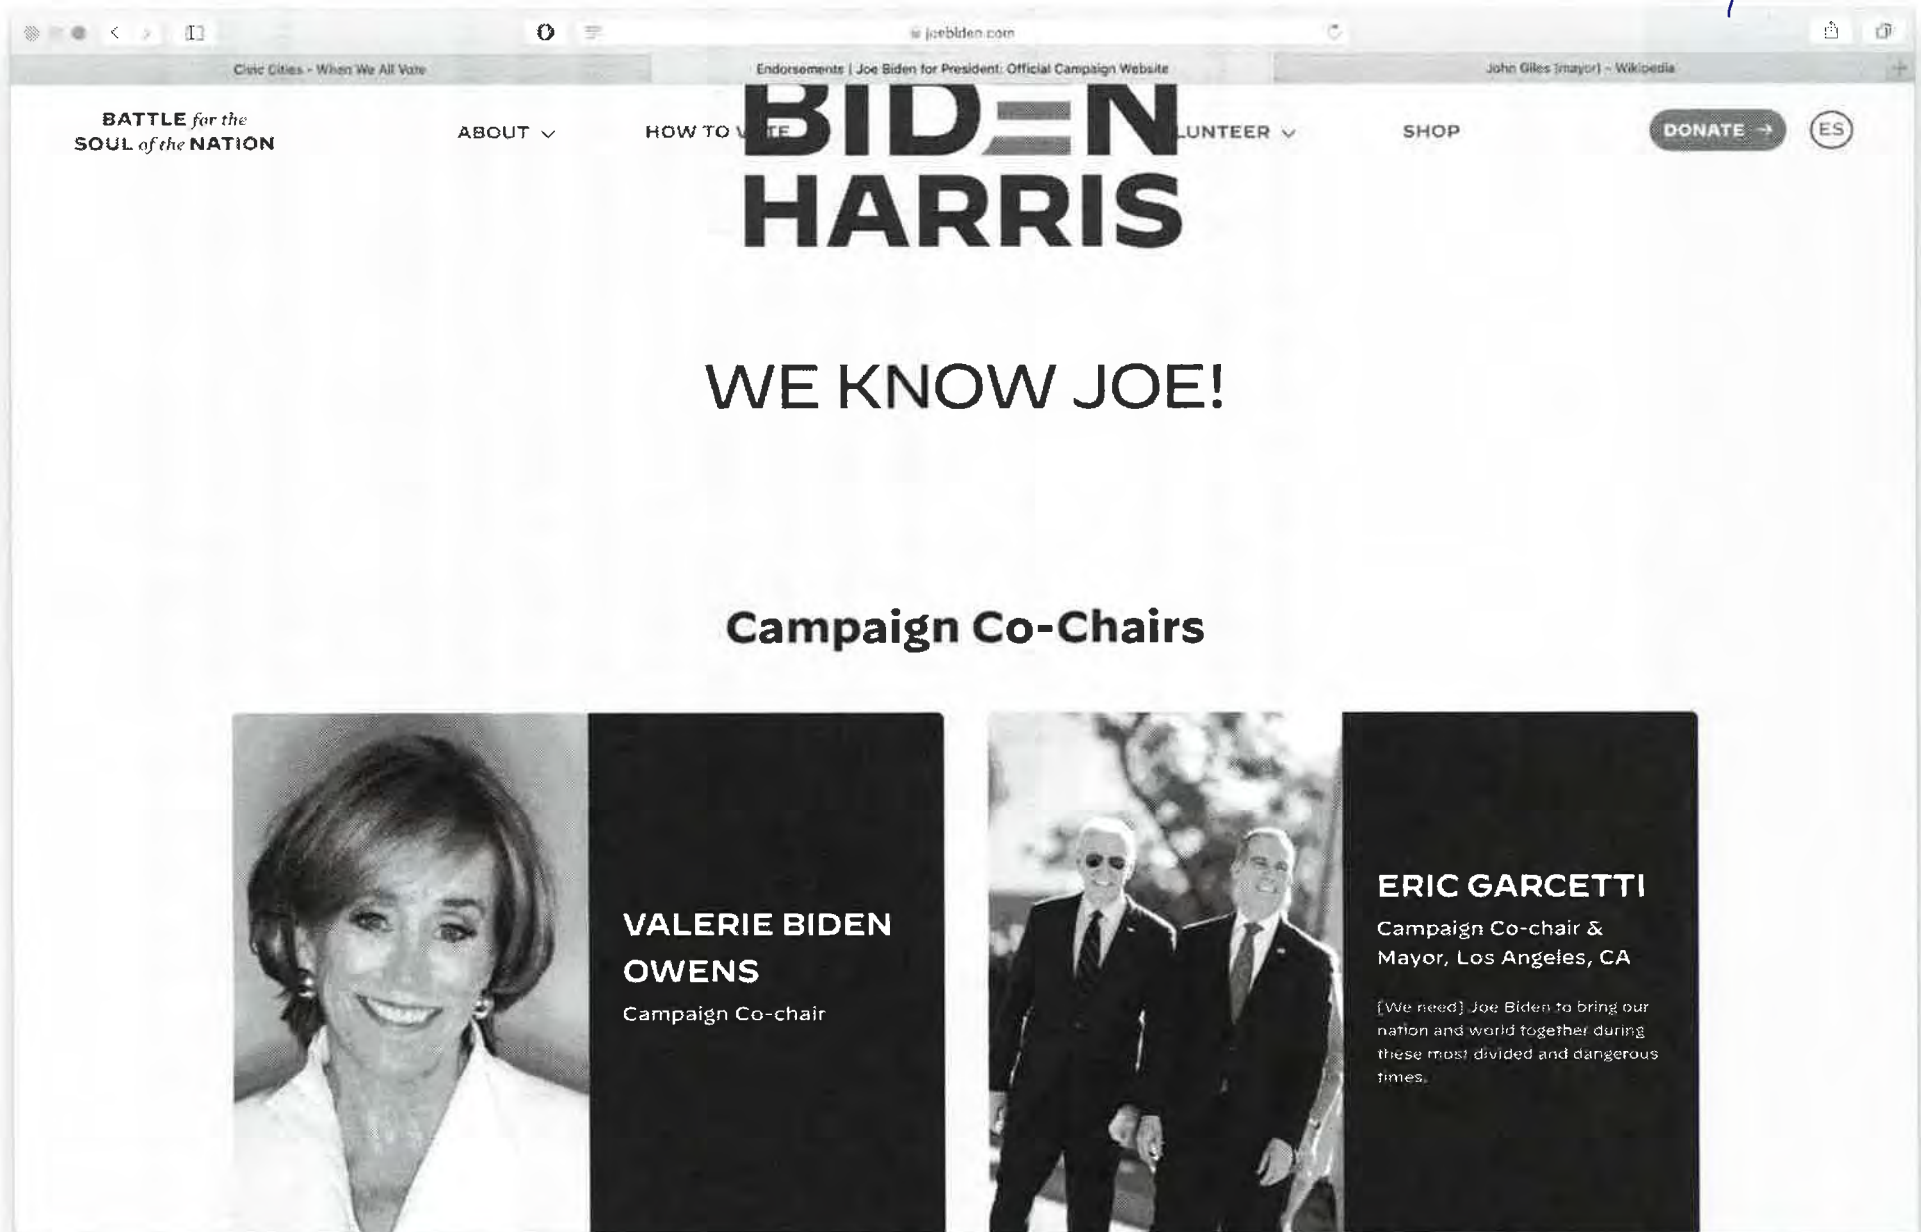 joebiden.com
Civic Cities - When We All Vote
Endorsements | Joe Biden for President: Official Campaign Website
John Giles (mayor) - Wikipedia
BATTLE for the
SOUL of the NATION
ABOUT
HOW TO VOTE
BIDEN
HARRIS
LUNTEER
SHOP
DONATE →
ES
WE KNOW JOE!
Campaign Co-Chairs
VALERIE BIDEN
OWENS
Campaign Co-chair
ERIC GARCETTI
Campaign Co-chair &
Mayor, Los Angeles, CA
[We need] Joe Biden to bring our
nation and world together during
these most divided and dangerous
times.